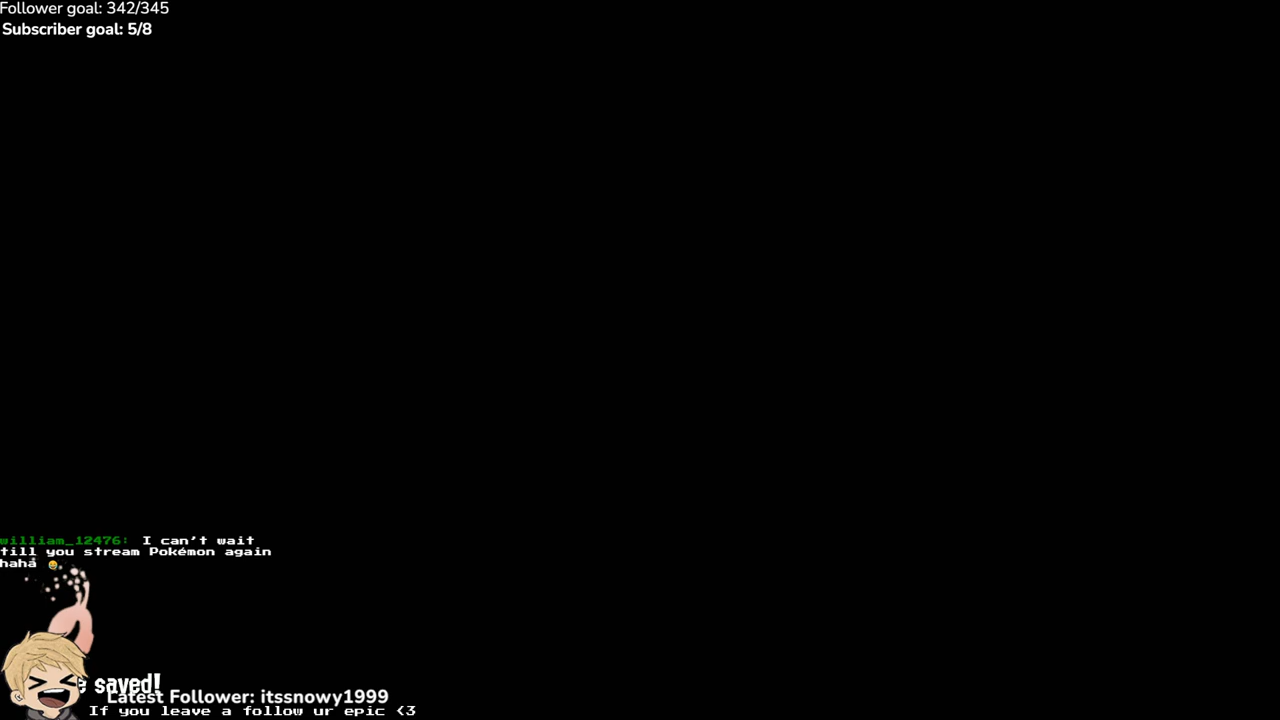 Follower goal: 342/345
Subscriber goal: 5/8
william_12476: I can't wait
till you stream Pokémon again
haha 😅
saved!
Latest Follower: itssnowy1999
If you leave a follow ur epic <3